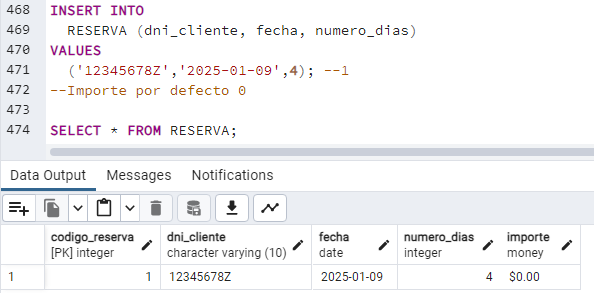 468 INSERT INTO
469 RESERVA (dni_cliente, fecha, numero_dias)
470 VALUES
471 ('12345678Z','2025-01-09',4); --1
472 --Importe por defecto 0
473
474 SELECT * FROM RESERVA;
Data Output Messages Notifications
codigo_reserva dni_cliente fecha numero_dias importe
[PK] integer character varying (10) date integer money
1 1 12345678Z 2025-01-09 4 $0.00